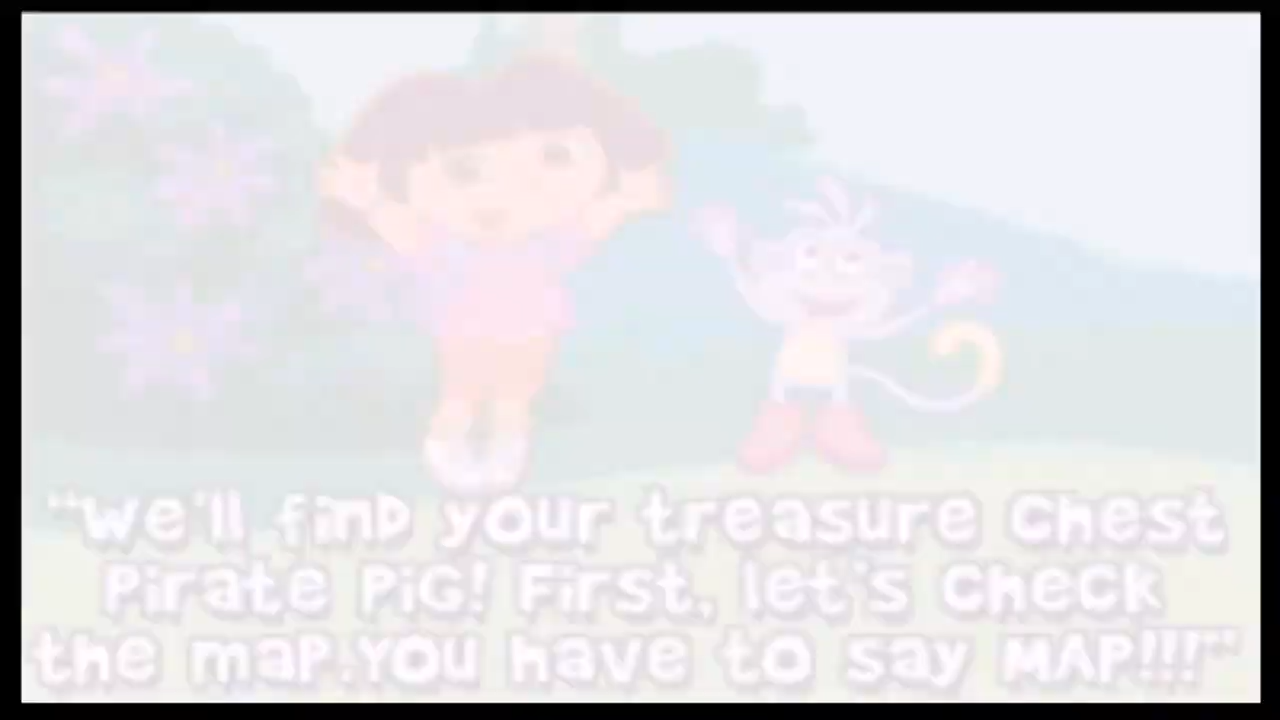 "we'll find your treasure chest
Pirate PiG! First, let's check
the map.YOU have to say MAP!!!"